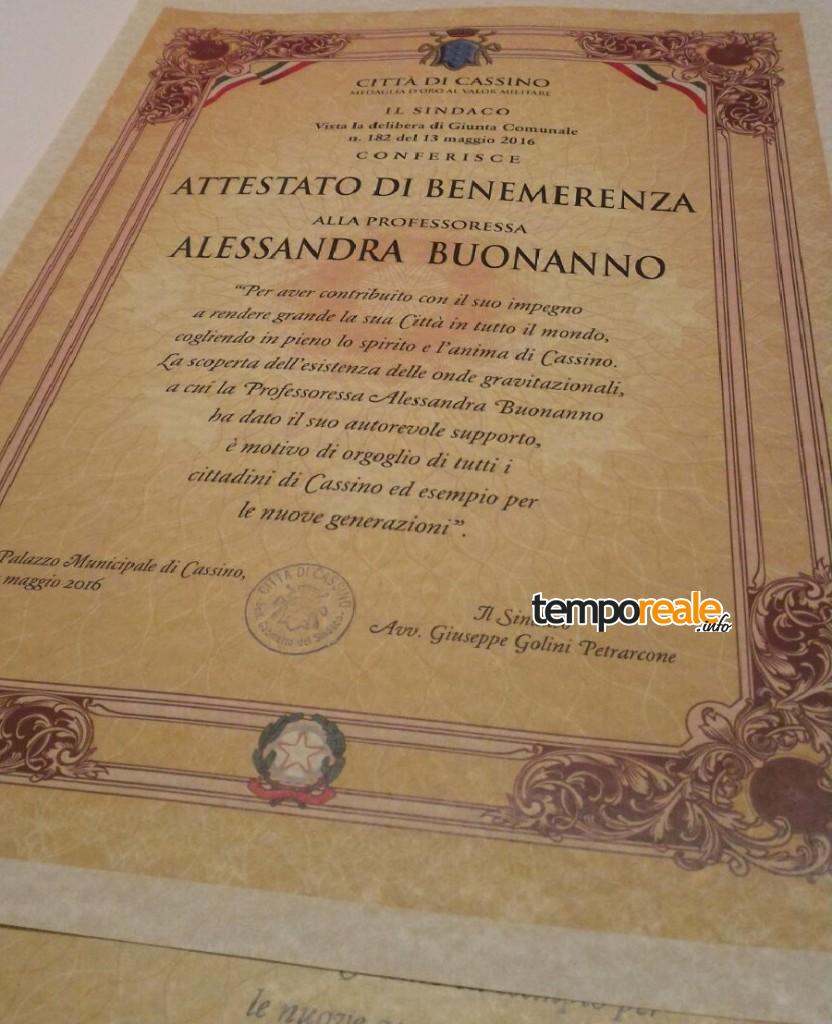 CITTÀ DI CASSINO
MEDAGLIA D'ORO AL VALOR MILITARE
IL SINDACO
Vista la delibera di Giunta Comunale
n. 182 del 13 maggio 2016
CONFERISCE
ATTESTATO DI BENEMERENZA
ALLA PROFESSORESSA
ALESSANDRA BUONANNO
"“Per aver contribuito con il suo impegno
a rendere grande la sua Città in tutto il mondo,
cogliendo in pieno lo spirito e l'anima di Cassino.
La scoperta dell'esistenza delle onde gravitazionali,
a cui la Professoressa Alessandra Buonanno
ha dato il suo autorevole supporto,
è motivo di orgoglio di tutti i
cittadini di Cassino ed esempio per
le nuove generazioni”.
Palazzo Municipale di Cassino,
maggio 2016
CITTÀ DI CASSINO
Il
temporeale.info
Avv. Giuseppe Golini Petrarcone
le nuove